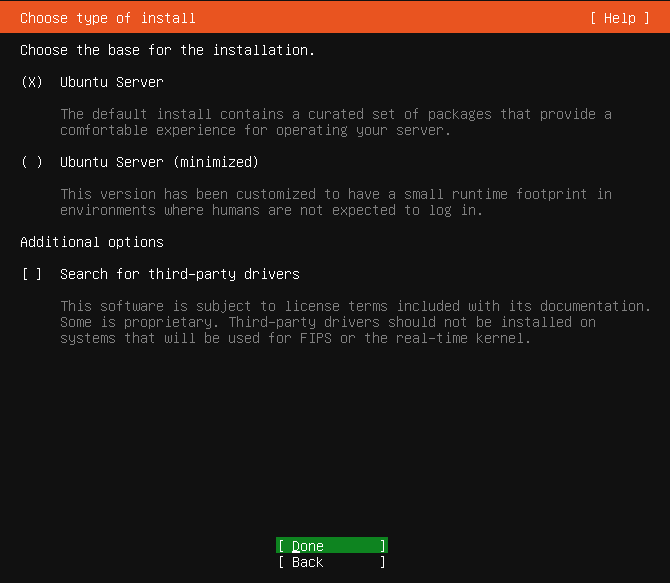 Choose type of install [ Help ]
Choose the base for the installation.
(X) Ubuntu Server
The default install contains a curated set of packages that provide a
comfortable experience for operating your server.
( ) Ubuntu Server (minimized)
This version has been customized to have a small runtime footprint in
environments where humans are not expected to log in.
Additional options
[ ] Search for third-party drivers
This software is subject to license terms included with its documentation.
Some is proprietary. Third-party drivers should not be installed on
systems that will be used for FIPS or the real-time kernel.
[ Done ]
[ Back ]